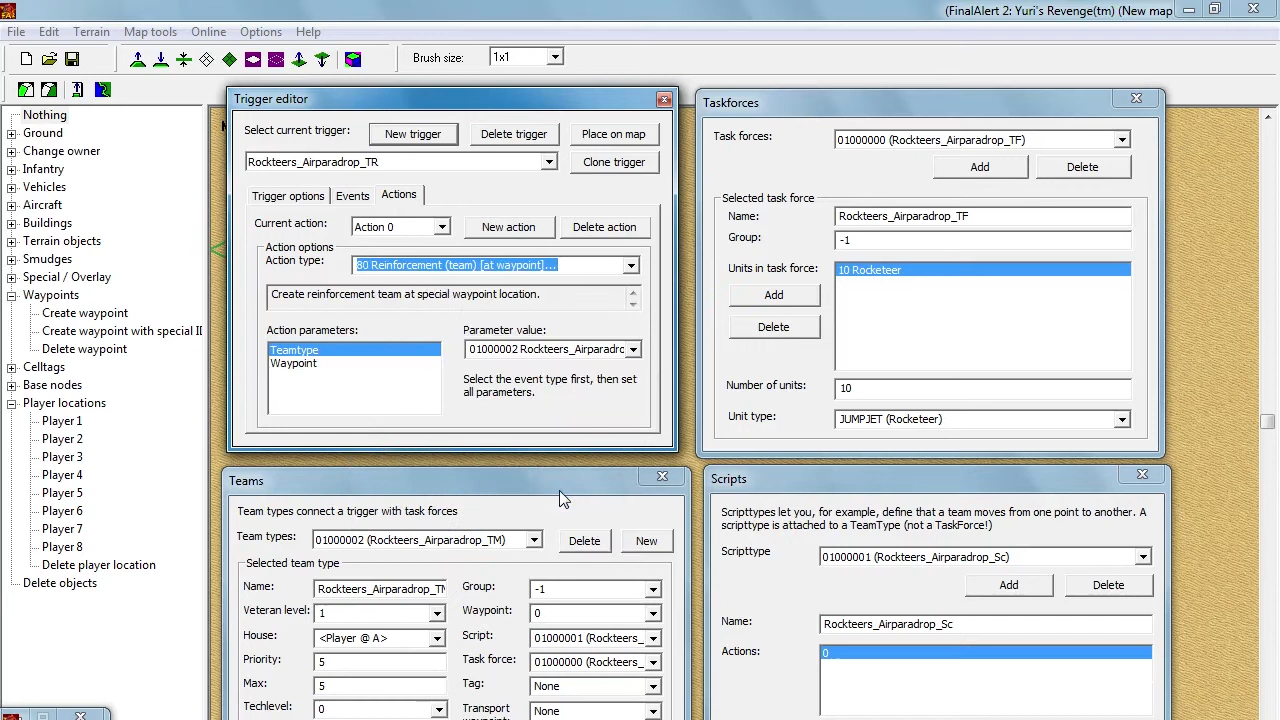 (FinalAlert 2: Yuri's Revenge(tm) (New map
File Edit Terrain Map tools Online Options Help
Brush size: 1x1
Nothing
Ground
Change owner
Infantry
Vehicles
Aircraft
Buildings
Terrain objects
Smudges
Special / Overlay
Waypoints
Create waypoint
Create waypoint with special I
Delete waypoint
Celltags
Base nodes
Player locations
Player 1
Player 2
Player 3
Player 4
Player 5
Player 6
Player 7
Player 8
Delete player location
Delete objects
Trigger editor
Select current trigger: New trigger Delete trigger Place on map
Rockteers_Airparadrop_TR Clone trigger
Trigger options Events Actions
Current action: Action 0 New action Delete action
Action options
Action type: 80 Reinforcement (team) [at waypoint]...
Create reinforcement team at special waypoint location.
Action parameters: Parameter value:
Teamtype 01000002 Rockteers_Airparadrc
Waypoint
Select the event type first, then set
all parameters.
Taskforces
Task forces: 01000000 (Rockteers_Airparadrop_TF)
Add Delete
Selected task force
Name: Rockteers_Airparadrop_TF
Group: -1
Units in task force: 10 Rocketeer
Add
Delete
Number of units: 10
Unit type: JUMPJET (Rocketeer)
Teams
Team types connect a trigger with task forces
Team types: 01000002 (Rockteers_Airparadrop_TM) Delete New
Selected team type
Name: Rockteers_Airparadrop_TM Group: -1
Veteran level: 1 Waypoint: 0
House: <Player @ A> Script: 01000001 (Rockteers_
Priority: 5 Task force: 01000000 (Rockteers_
Max: 5 Tag: None
Techlevel: 0 Transport None
waypoint:
Scripts
Scripttypes let you, for example, define that a team moves from one point to another. A
scripttype is attached to a TeamType (not a TaskForce!)
Scripttype 01000001 (Rockteers_Airparadrop_Sc)
Add Delete
Name: Rockteers_Airparadrop_Sc
Actions: 0